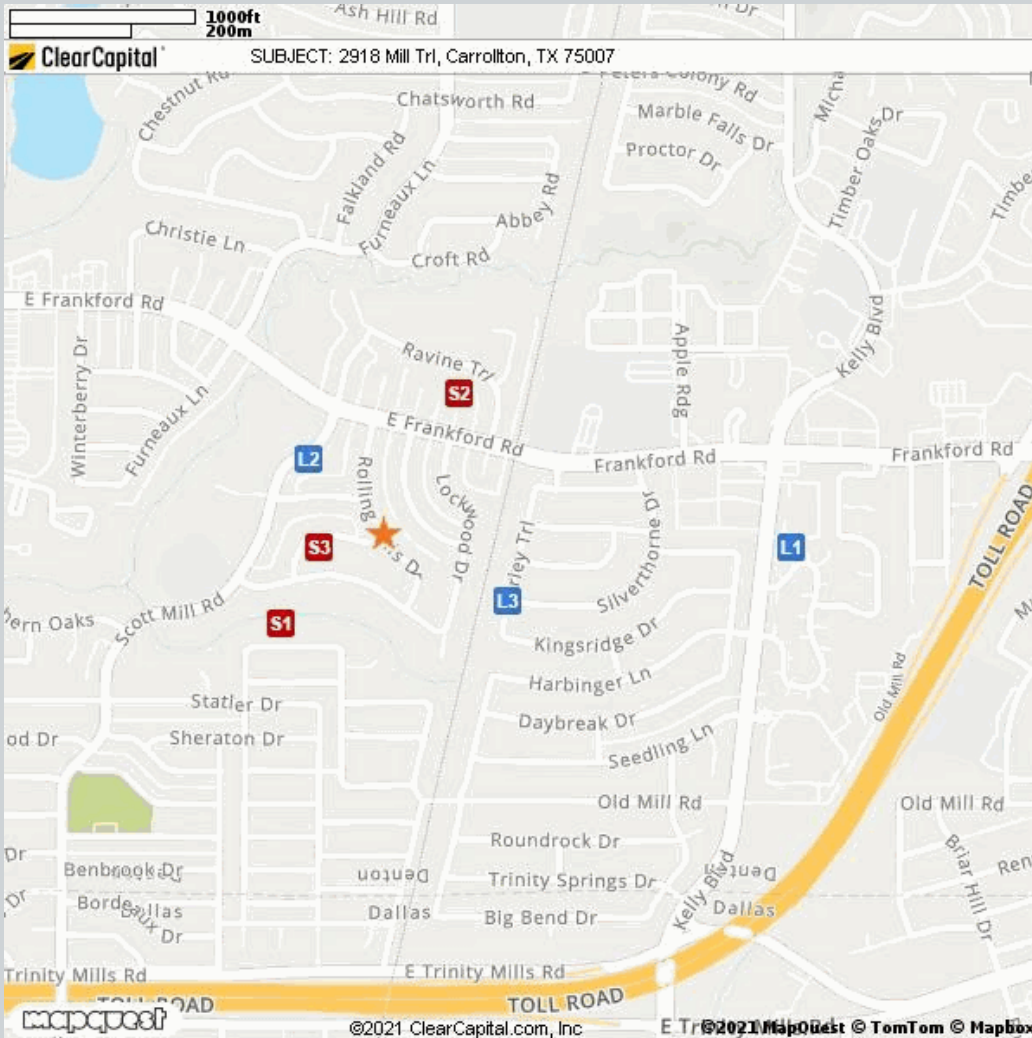 1000ft
200m
Ash Hill Rd
ClearCapital
SUBJECT: 2918 Mill Trl, Carrollton, TX 75007
Chestnut Rd
Chatsworth Rd
Peters Colony Rd
Marble Falls Dr
Proctor Dr
Timber Oaks Dr
Falkland Rd
Furneaux Ln
Abbey Rd
Christie Ln
Croft Rd
E Frankford Rd
Kelly Blvd
Winterberry Dr
Furneaux Ln
Ravine Trl
Apple Rdg
S2
E Frankford Rd
Frankford Rd
Frankford Rd
L2
Rolling
Lockwood Dr
Silverthorne Dr
S3
L1
TOLL ROAD
L3
S1
Scott Mill Rd
Kingsridge Dr
Harbinger Ln
Old Mill Rd
Statler Dr
Daybreak Dr
Sheraton Dr
Seedling Ln
Old Mill Rd
Old Mill Rd
Roundrock Dr
Briar Hill Dr
Benbrook Dr
Denton
Trinity Springs Dr
Denton
Kelly Blvd
Dallas
Big Bend Dr
Dallas
Trinity Mills Rd
E Trinity Mills Rd
TOLL ROAD
TOLL ROAD
mapquest
©2021 ClearCapital.com, Inc
©2021 MapQuest © TomTom © Mapbox